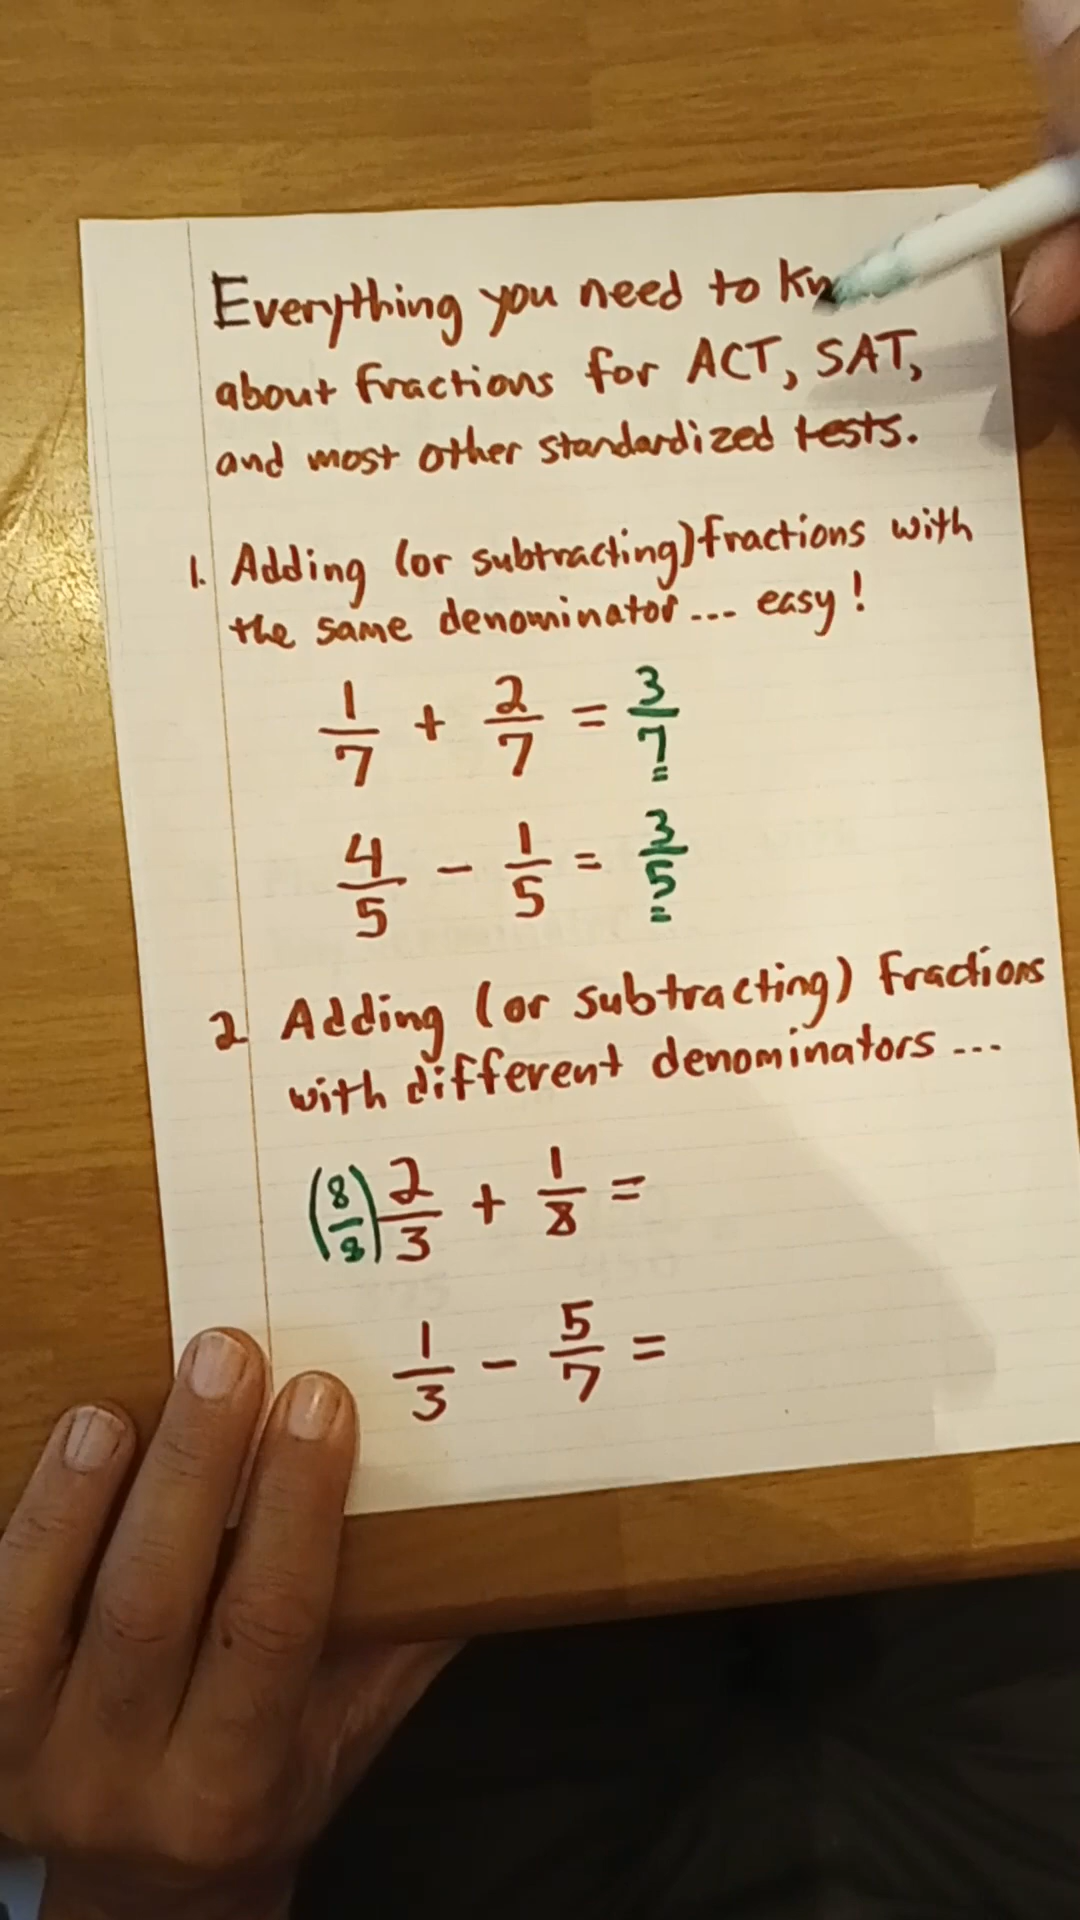 Everything you need to
about fractions for ACT, SAT,
and most other standardized tests.
1. Adding (or subtracting) fractions with
the same denominator... easy!
1/7 + 2/7 = 3/7
4/5 - 1/5 = 3/5
2 Adding (or subtracting) fractions
with different denominators...
(8/8) 2/3 + 1/8 =
1/3 - 5/7 =